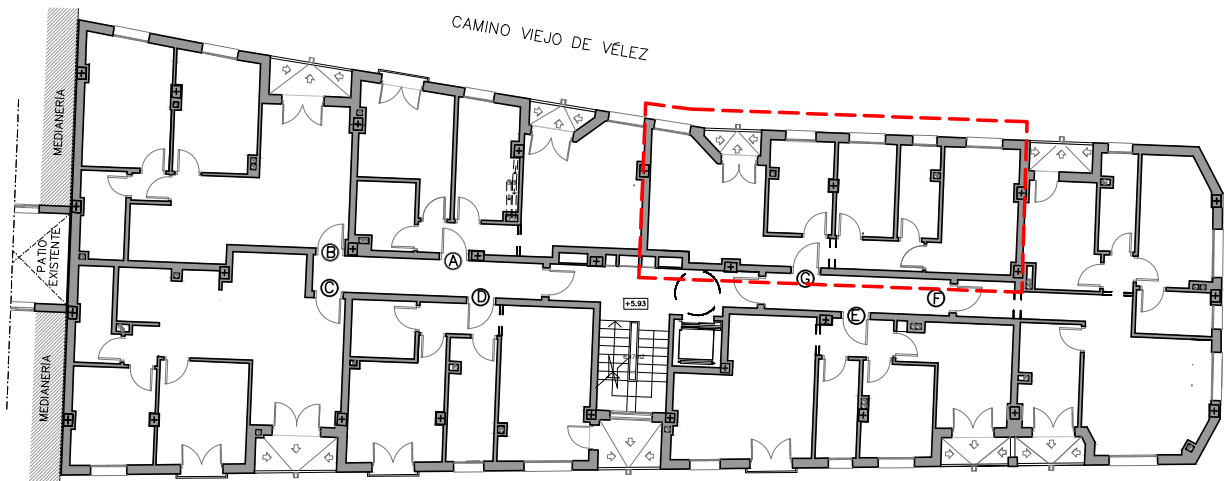 CAMINO VIEJO DE VÉLEZ
MEDIANERÍA
PATIO
EXISTENTE
B
A
C
D
G
F
E
+5.93
MEDIANERÍA